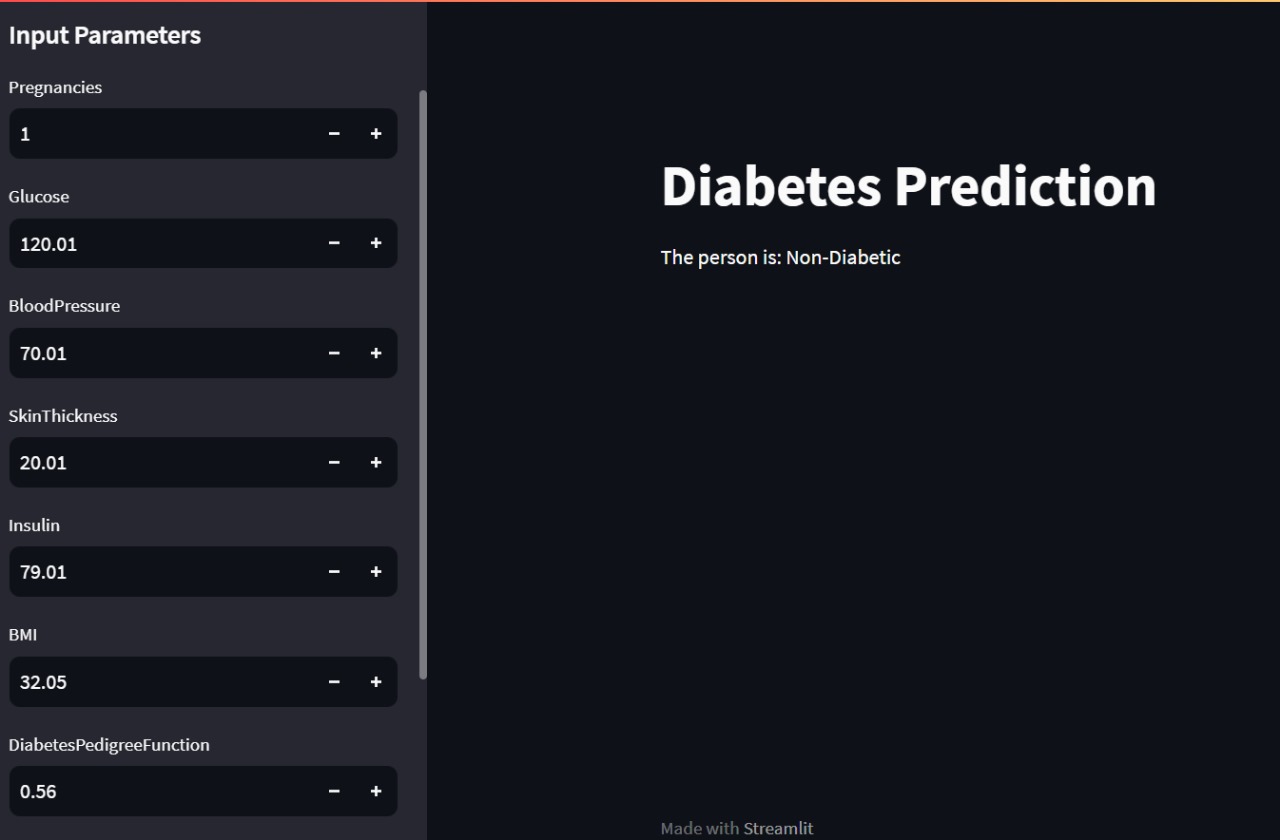 Input Parameters
Pregnancies
1
Glucose
120.01
BloodPressure
70.01
SkinThickness
20.01
Insulin
79.01
BMI
32.05
DiabetesPedigreeFunction
0.56
Diabetes Prediction
The person is: Non-Diabetic
Made with Streamlit